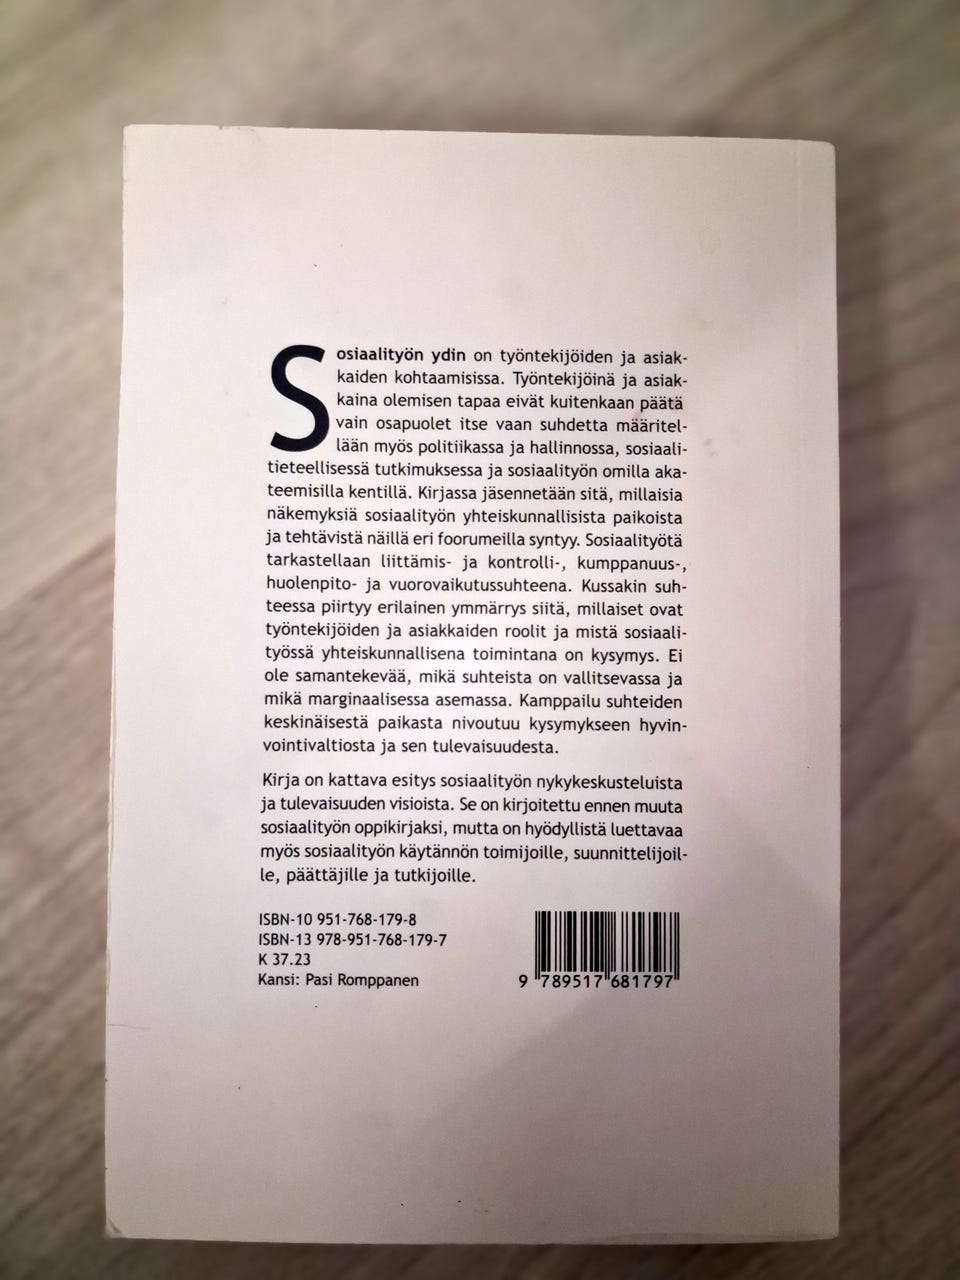 Sosiaalityön ydin on työntekijöiden ja asiak-
kaiden kohtaamisissa. Työntekijöinä ja asiak-
kaina olemisen tapaa eivät kuitenkaan päätä
vain osapuolet itse vaan suhdetta määritel-
lään myös politiikassa ja hallinnossa, sosiaali-
tieteellisessä tutkimuksessa ja sosiaalityön omilla aka-
teemisilla kentillä. Kirjassa jäsennetään sitä, millaisia
näkemyksiä sosiaalityön yhteiskunnallisista paikoista
ja tehtävistä näillä eri foorumeilla syntyy. Sosiaalityötä
tarkastellaan liittämis- ja kontrolli-, kumppanuus-,
huolenpito- ja vuorovaikutussuhteena. Kussakin suh-
teessa piirtyy erilainen ymmärrys siitä, millaiset ovat
työntekijöiden ja asiakkaiden roolit ja mistä sosiaali-
työssä yhteiskunnallisena toimintana on kysymys. Ei
ole samantekevää, mikä suhteista on vallitsevassa ja
mikä marginaalisessa asemassa. Kamppailu suhteiden
keskinäisestä paikasta nivoutuu kysymykseen hyvin-
vointivaltiosta ja sen tulevaisuudesta.
Kirja on kattava esitys sosiaalityön nykykeskusteluista
ja tulevaisuuden visioista. Se on kirjoitettu ennen muuta
sosiaalityön oppikirjaksi, mutta on hyödyllistä luettavaa
myös sosiaalityön käytännön toimijoille, suunnittelijoil-
le, päättäjille ja tutkijoille.
ISBN-10 951-768-179-8
ISBN-13 978-951-768-179-7
K 37.23
Kansi: Pasi Romppanen
9 789517 681797